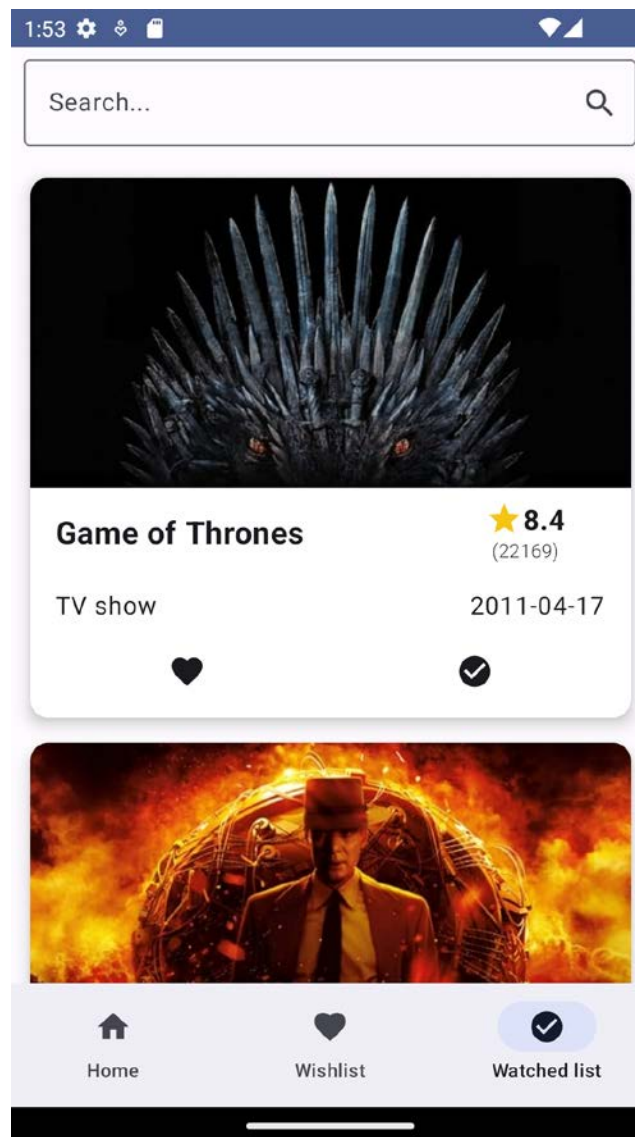 1:53
Search...
Game of Thrones
8.4
(22169)
TV show
2011-04-17
Home
Wishlist
Watched list